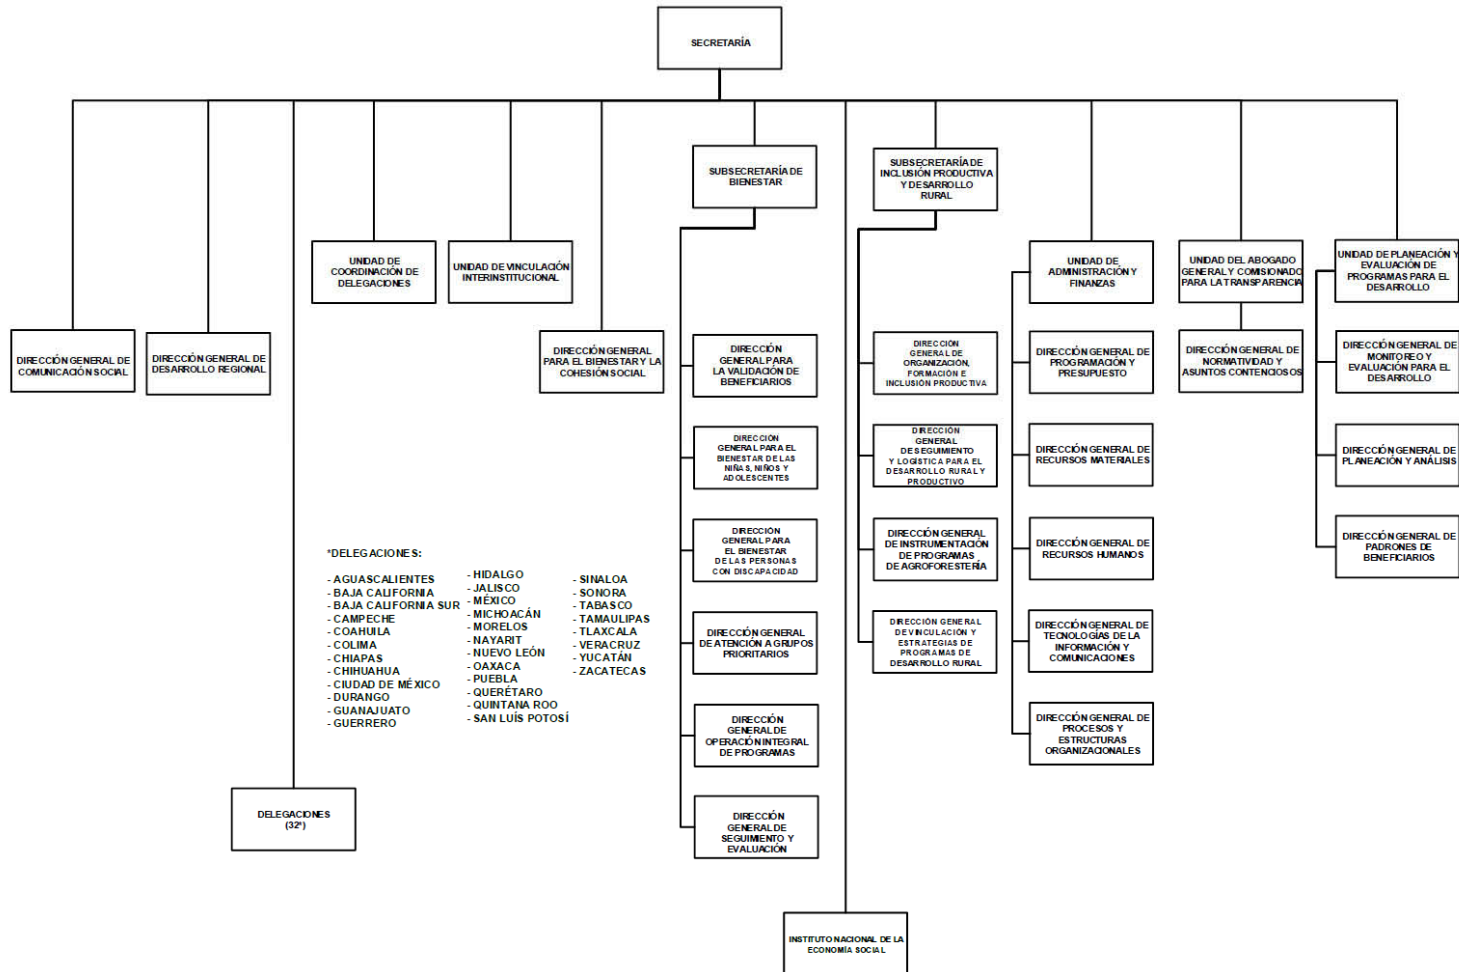 SECRETARÍA
SUBSECRETARÍA DE
BIENESTAR
SUBSECRETARÍA DE
INCLUSIÓN PRODUCTIVA
Y DESARROLLO
RURAL
UNIDAD DE
COORDINACIÓN DE
DELEGACIONES
UNIDAD DE VINCULACIÓN
INTERINSTITUCIONAL
UNIDAD DE
ADMINISTRACIÓN Y
FINANZAS
UNIDAD DEL ABOGADO
GENERAL Y COMISIONADO
PARA LA TRANSPARENCIA
UNIDAD DE PLANEACIÓN Y
EVALUACIÓN DE
PROGRAMAS PARA EL
DESARROLLO
DIRECCIÓN GENERAL DE
COMUNICACIÓN SOCIAL
DIRECCIÓN GENERAL DE
DESARROLLO REGIONAL
DIRECCIÓN GENERAL
PARA EL BIENESTAR Y LA
COHESIÓN SOCIAL
DIRECCIÓN
GENERAL PARA
LA VALIDACIÓN DE
BENEFICIARIOS
DIRECCIÓN
GENERAL DE
ORGANIZACIÓN,
FORMACIÓN E
INCLUSIÓN PRODUCTIVA
DIRECCIÓN GENERAL DE
PROGRAMACIÓN Y
PRESUPUESTO
DIRECCIÓN GENERAL DE
NORMATIVIDAD Y
ASUNTOS CONTENCIOSOS
DIRECCIÓN GENERAL DE
MONITOREO Y
EVALUACIÓN PARA EL
DESARROLLO
DIRECCIÓN
GENERAL PARA EL
BIENESTAR DE LAS
NIÑAS, NIÑOS Y
ADOLESCENTES
DIRECCIÓN
GENERAL
DE SEGUIMIENTO
Y LOGÍSTICA PARA EL
DESARROLLO RURAL Y
PRODUCTIVO
DIRECCIÓN GENERAL DE
RECURSOS MATERIALES
DIRECCIÓN GENERAL DE
PLANEACIÓN Y ANÁLISIS
DIRECCIÓN
GENERAL PARA
EL BIENESTAR
DE LAS PERSONAS
CON DISCAPACIDAD
DIRECCIÓN GENERAL
DE INSTRUMENTACIÓN
DE PROGRAMAS
DE AGROFORESTERÍA
DIRECCIÓN GENERAL DE
RECURSOS HUMANOS
DIRECCIÓN GENERAL DE
PADRONES DE
BENEFICIARIOS
*DELEGACIONES:
- AGUASCALIENTES
- BAJA CALIFORNIA
- BAJA CALIFORNIA SUR
- CAMPECHE
- COAHUILA
- COLIMA
- CHIAPAS
- CHIHUAHUA
- CIUDAD DE MÉXICO
- DURANGO
- GUANAJUATO
- GUERRERO
- HIDALGO
- JALISCO
- MÉXICO
- MICHOACÁN
- MORELOS
- NAYARIT
- NUEVO LEÓN
- OAXACA
- PUEBLA
- QUERÉTARO
- QUINTANA ROO
- SAN LUÍS POTOSÍ
- SINALOA
- SONORA
- TABASCO
- TAMAULIPAS
- TLAXCALA
- VERACRUZ
- YUCATÁN
- ZACATECAS
DIRECCIÓN GENERAL
DE ATENCIÓN A GRUPOS
PRIORITARIOS
DIRECCIÓN GENERAL
DE VINCULACIÓN Y
ESTRATEGIAS DE
PROGRAMAS DE
DESARROLLO RURAL
DIRECCIÓN GENERAL DE
TECNOLOGÍAS DE LA
INFORMACIÓN Y
COMUNICACIONES
DIRECCIÓN
GENERAL DE
OPERACIÓN INTEGRAL
DE PROGRAMAS
DIRECCIÓN GENERAL DE
PROCESOS Y
ESTRUCTURAS
ORGANIZACIONALES
DELEGACIONES
(32*)
DIRECCIÓN
GENERAL DE
SEGUIMIENTO Y
EVALUACIÓN
INSTITUTO NACIONAL DE LA
ECONOMÍA SOCIAL